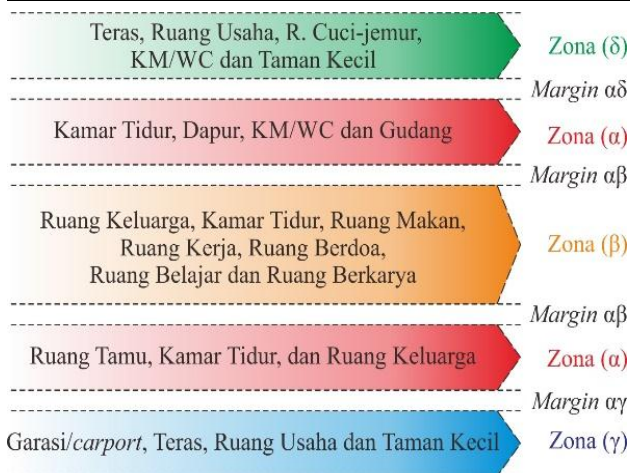 Teras, Ruang Usaha, R. Cuci-jemur,
KM/WC dan Taman Kecil
Zona (δ)
Margin αδ
Kamar Tidur, Dapur, KM/WC dan Gudang
Zona (α)
Margin αβ
Ruang Keluarga, Kamar Tidur, Ruang Makan,
Ruang Kerja, Ruang Berdoa,
Ruang Belajar dan Ruang Berkarya
Zona (β)
Margin αβ
Ruang Tamu, Kamar Tidur, dan Ruang Keluarga
Zona (α)
Margin αγ
Garasi/carport, Teras, Ruang Usaha dan Taman Kecil
Zona (γ)